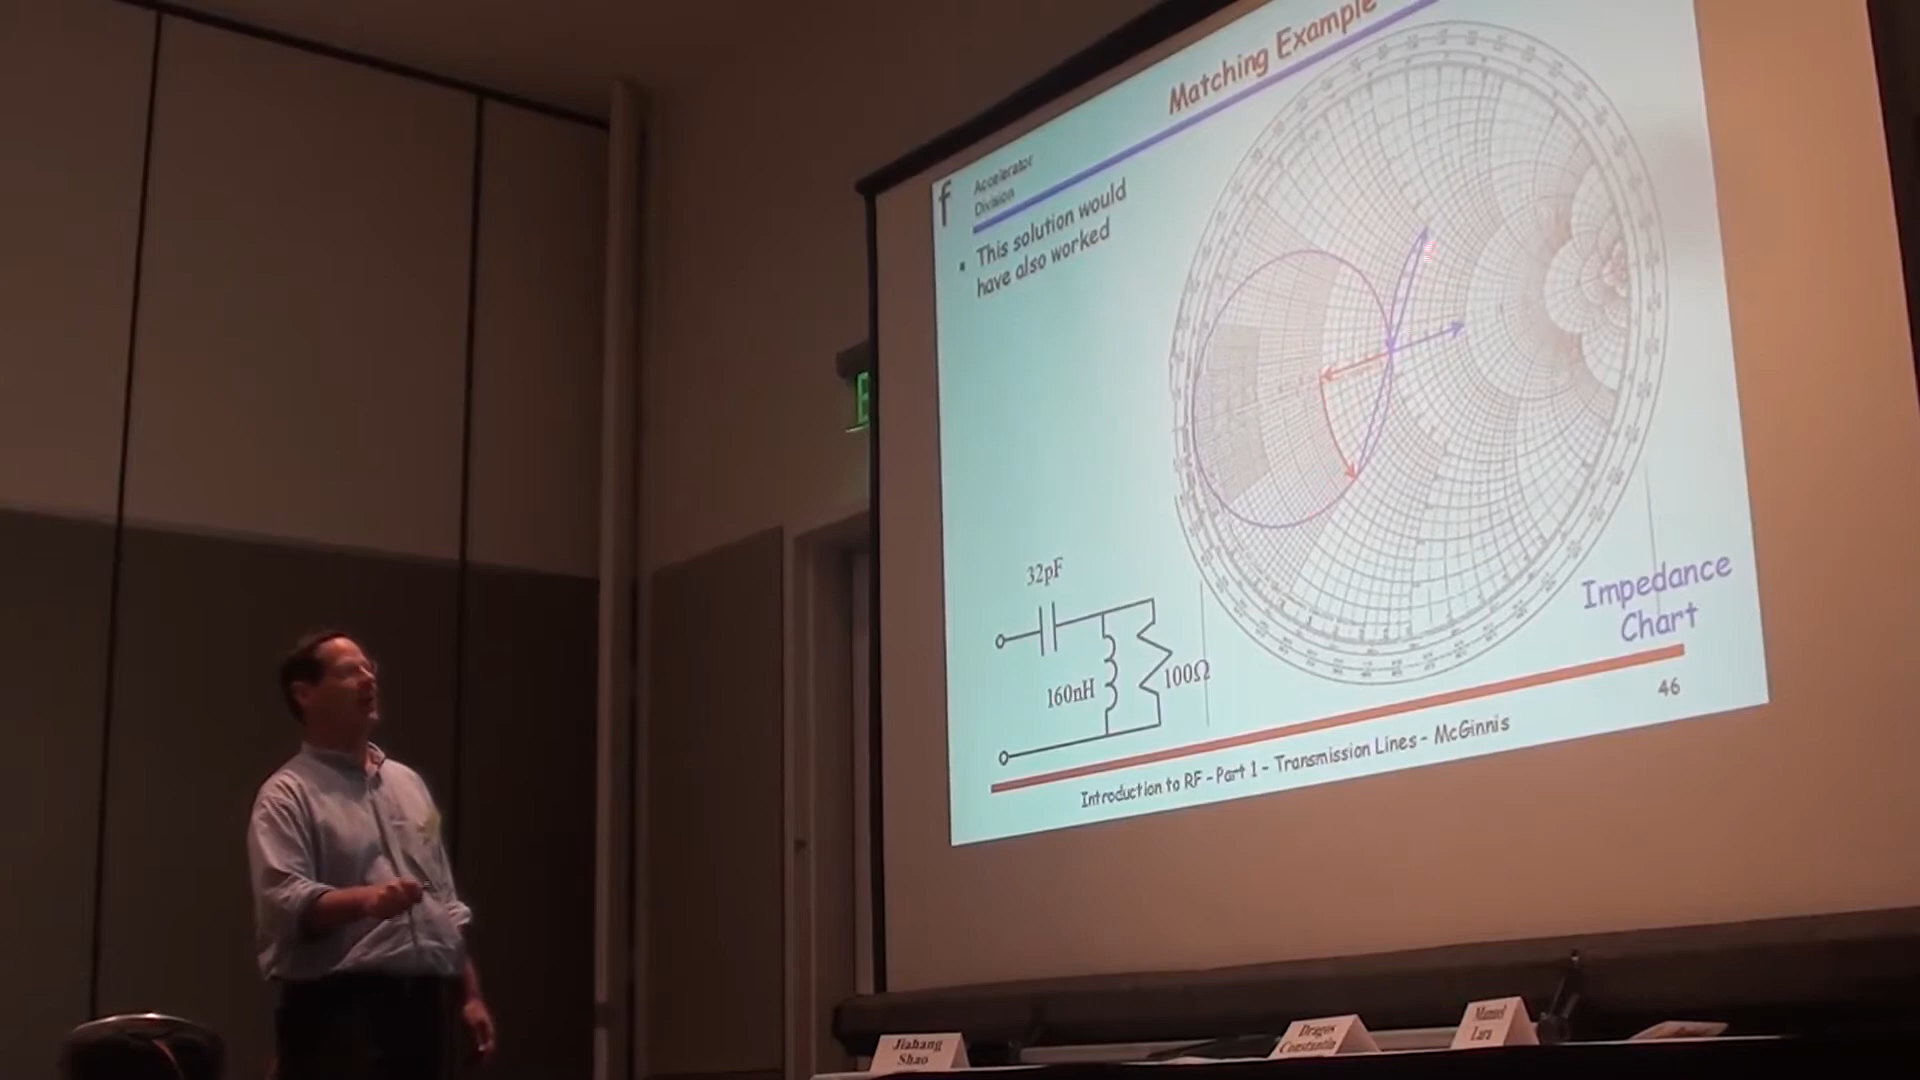 Matching Example
f
Accelerator
Division
▪ This solution would
have also worked
32pF
160nH
100Ω
Impedance
Chart
46
Introduction to RF - Part 1 - Transmission Lines - McGinnis
E
Jiahang
Shao
Dragos
Constantin
Manuel
Lara